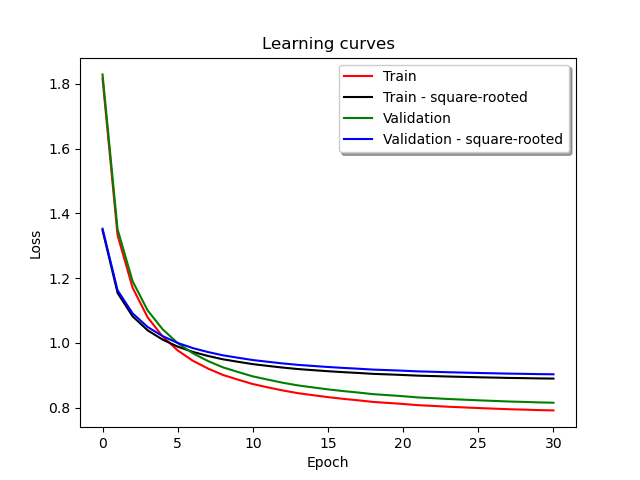 Learning curves
Train
Train - square-rooted
Validation
Validation - square-rooted
1.8
1.6
1.4
1.2
1.0
0.8
Loss
0 5 10 15 20 25 30
Epoch